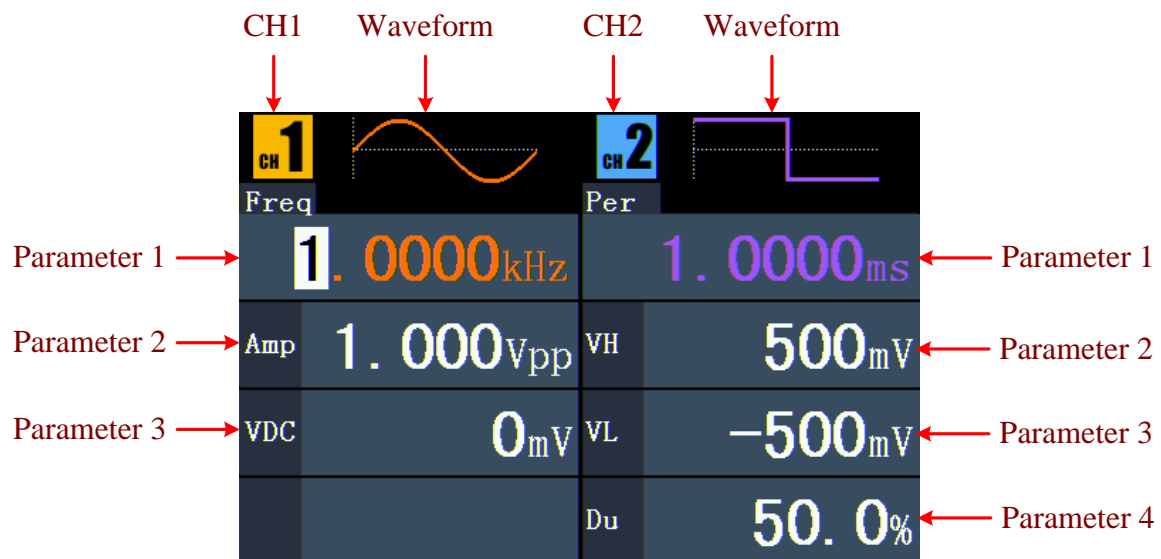 CH1 Waveform CH2 Waveform
CH 1 CH 2
Freq Per
Parameter 1 1.0000kHz 1.0000ms Parameter 1
Parameter 2 Amp 1.000Vpp VH 500mV Parameter 2
Parameter 3 VDC 0mV VL -500mV Parameter 3
Du 50.0% Parameter 4